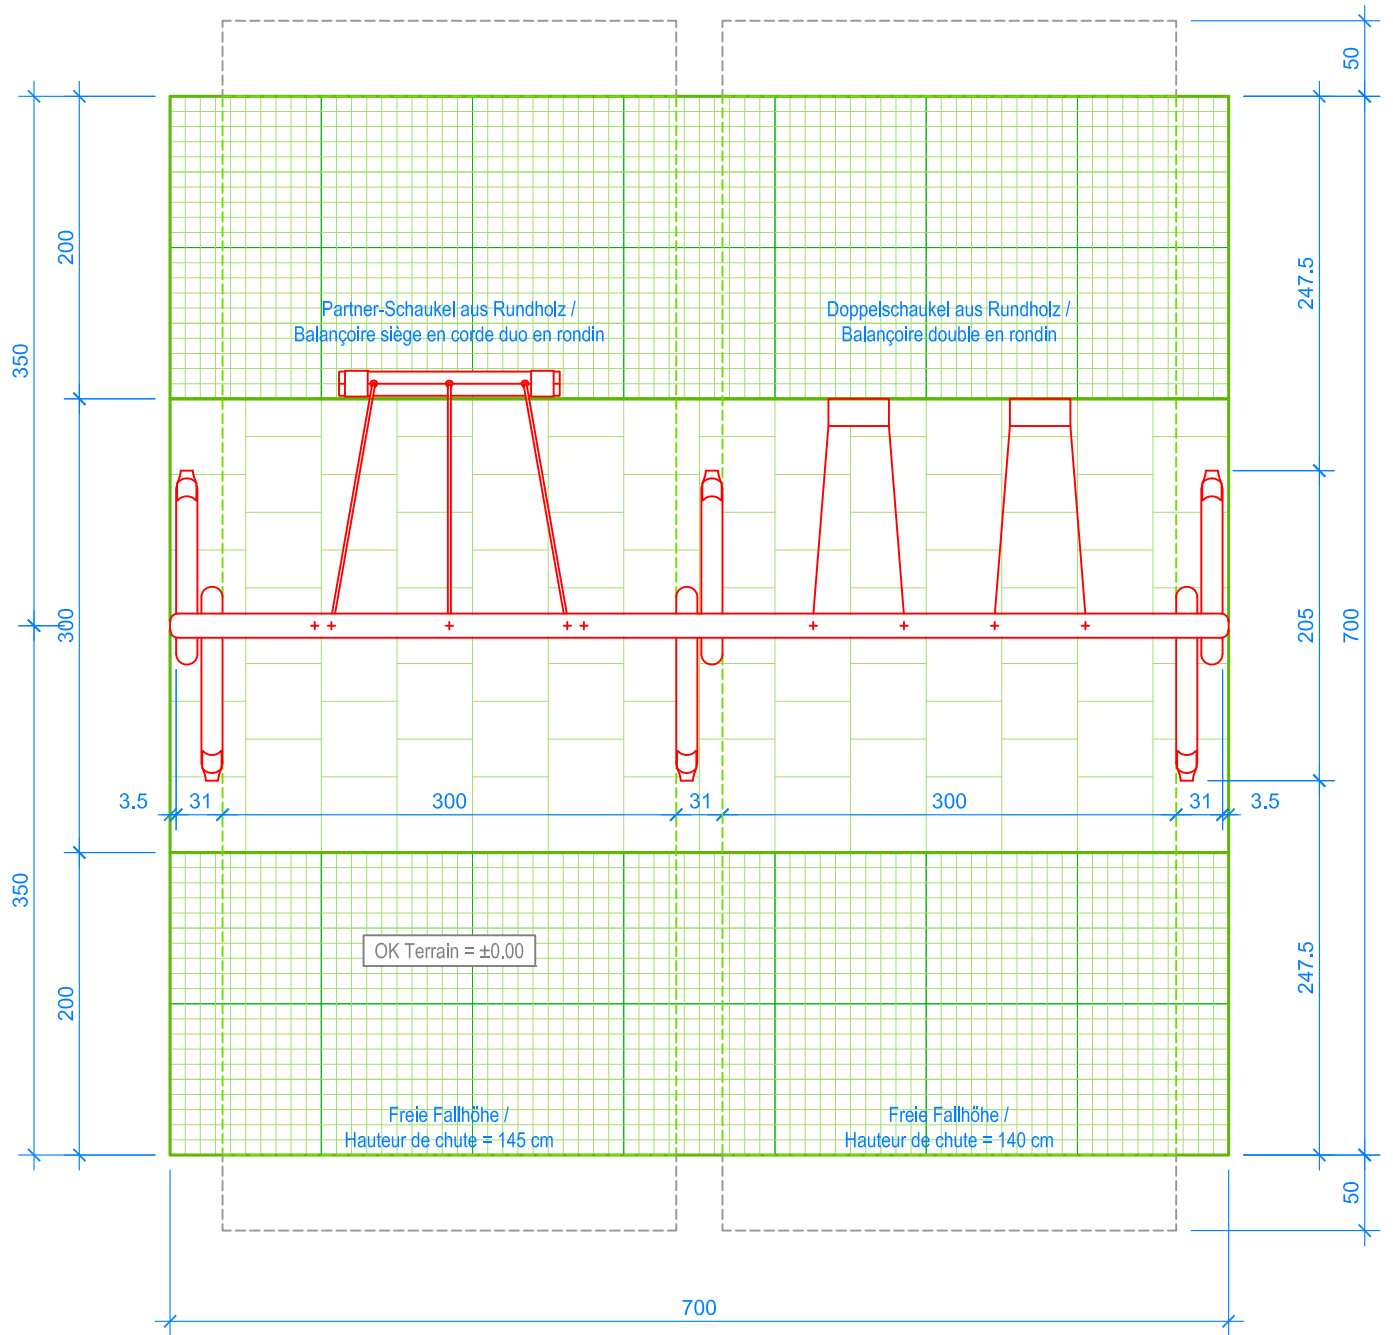 50
200
247.5
Partner-Schaukel aus Rundholz /
Balançoire siège en corde duo en rondin
Doppelschaukel aus Rundholz /
Balançoire double en rondin
350
300
205
700
3.5
31
300
31
300
31
3.5
350
OK Terrain = ±0.00
247.5
200
Freie Fallhöhe /
Hauteur de chute = 145 cm
Freie Fallhöhe /
Hauteur de chute = 140 cm
50
700